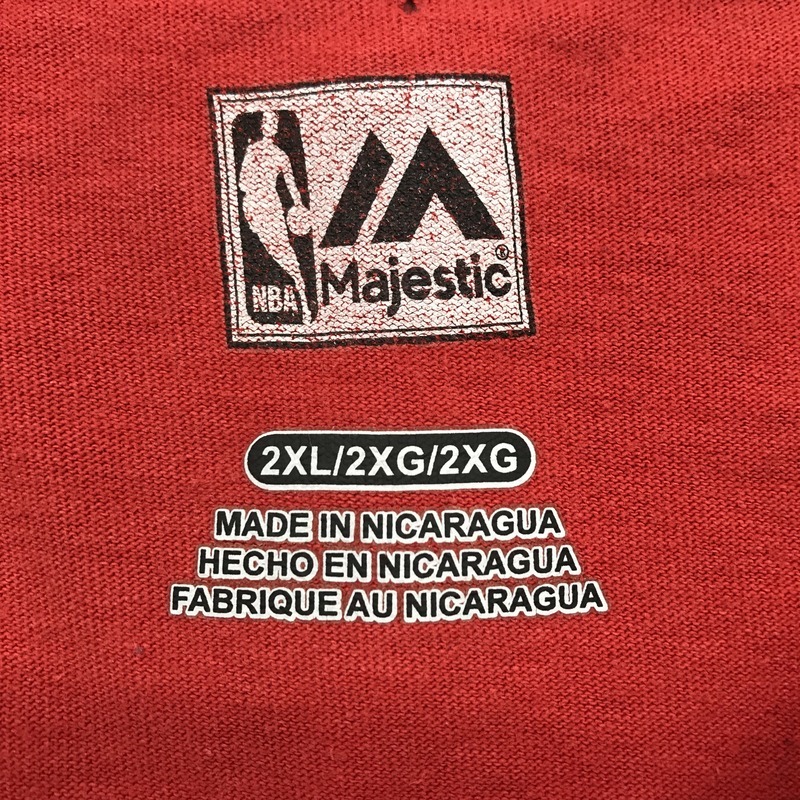 NBA
Majestic®
2XL/2XG/2XG
MADE IN NICARAGUA
HECHO EN NICARAGUA
FABRIQUE AU NICARAGUA